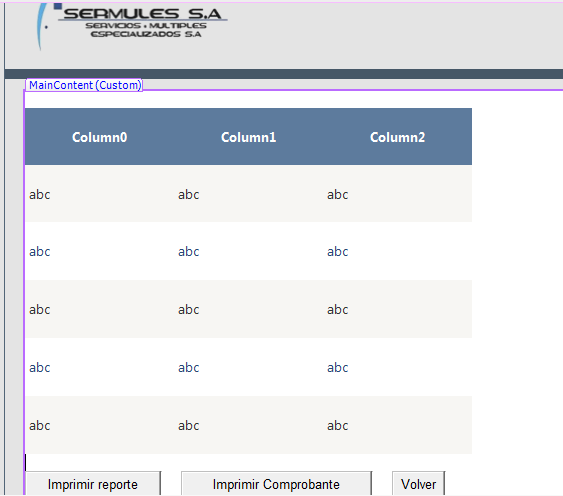 SERMULES S.A
SERVICIOS + MULTIPLES
ESPECIALIZADOS S.A
MainContent (Custom)
Column0 Column1 Column2
abc abc abc
abc abc abc
abc abc abc
abc abc abc
abc abc abc
Imprimir reporte Imprimir Comprobante Volver